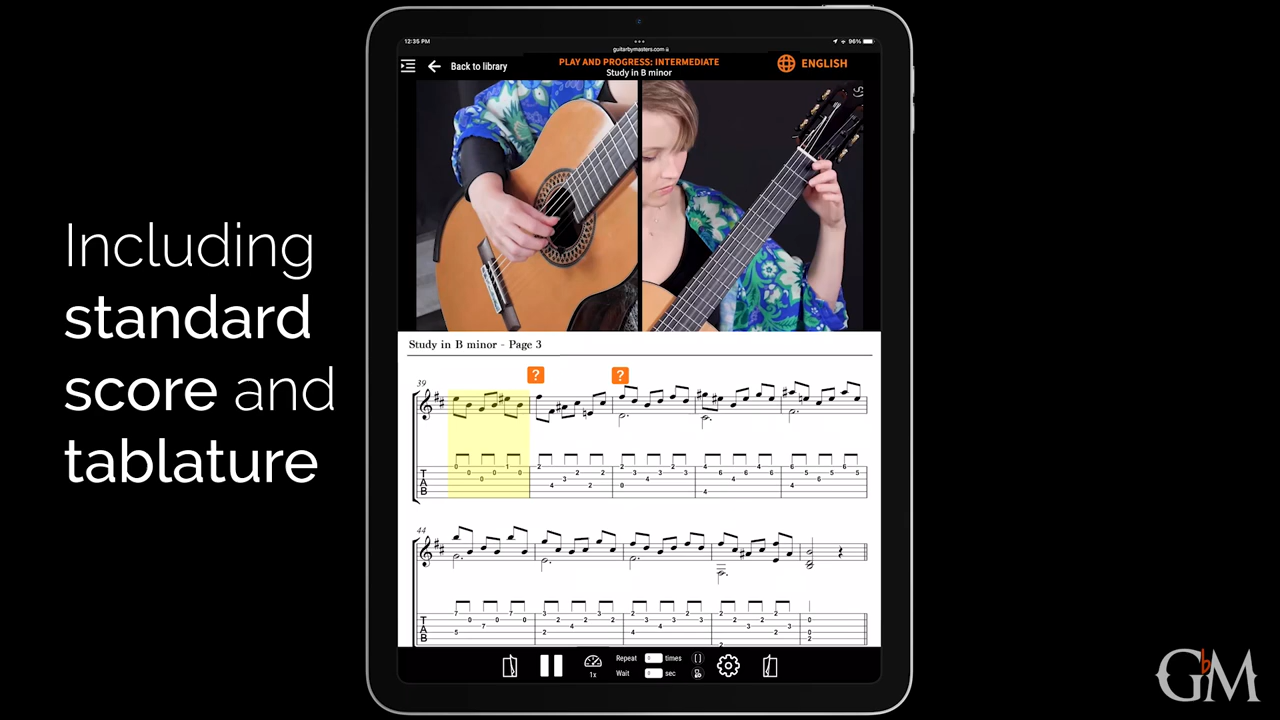 Including
standard
score and
tablature
12:35 PM
guitarbymasters.com
96%
Back to library
PLAY AND PROGRESS: INTERMEDIATE
Study in B minor
ENGLISH
Study in B minor - Page 3
39
?
?
T
A
B
44
T
A
B
1x
Repeat
times
Wait
sec
GbM